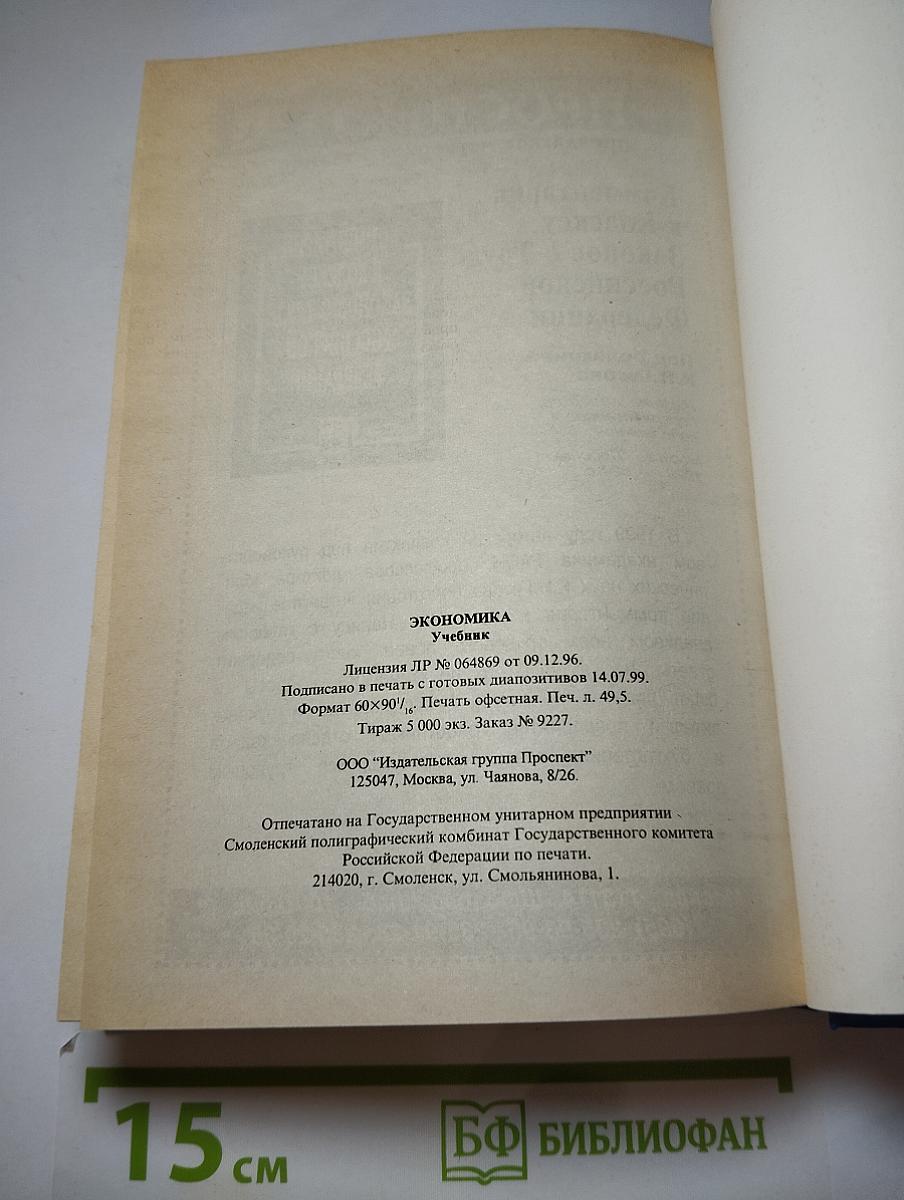 ЭКОНОМИКА
Учебник
Лицензия ЛР № 064869 от 09.12.96.
Подписано в печать с готовых диапозитивов 14.07.99.
Формат 60×90 1/16. Печать офсетная. Печ. л. 49,5.
Тираж 5 000 экз. Заказ № 9227.
ООО “Издательская группа Проспект”
125047, Москва, ул. Чаянова, 8/26.
Отпечатано на Государственном унитарном предприятии
Смоленский полиграфический комбинат Государственного комитета
Российской Федерации по печати.
214020, г. Смоленск, ул. Смольянинова, 1.
15 см
БФ БИБЛИОФАН